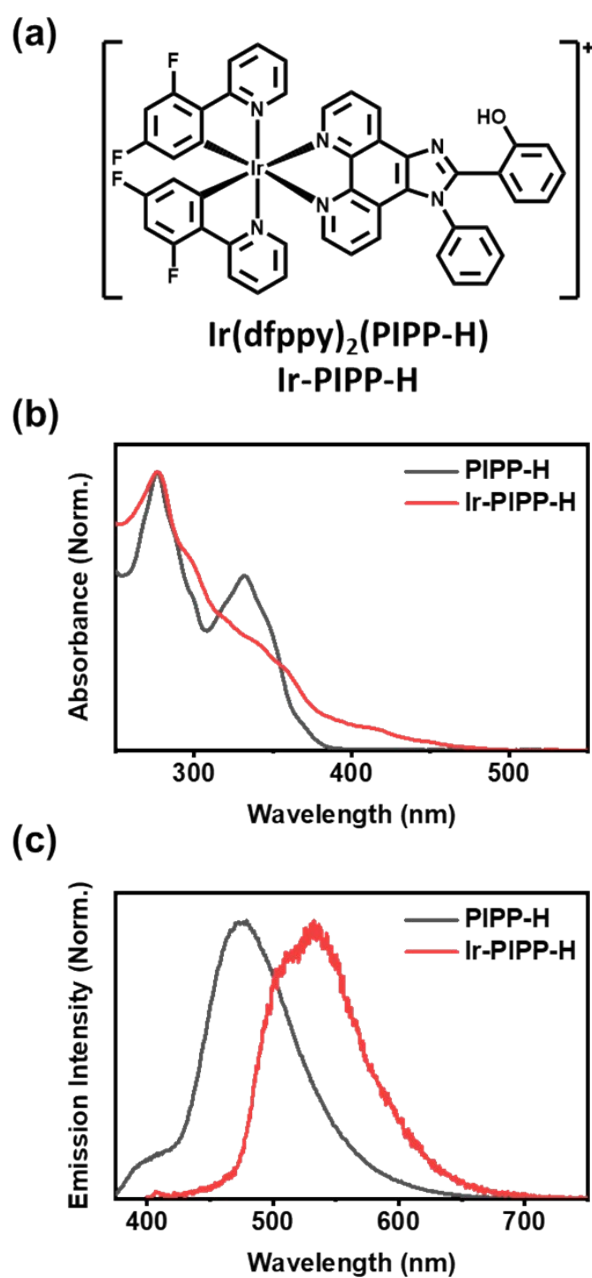 (a)
F
N
F
F
Ir
N
N
N
HO
N
N
F
+
Ir(dfppy)₂(PIPP-H)
Ir-PIPP-H
(b)
Absorbance (Norm.)
PIPP-H
Ir-PIPP-H
300 400 500
Wavelength (nm)
(c)
Emission Intensity (Norm.)
PIPP-H
Ir-PIPP-H
400 500 600 700
Wavelength (nm)